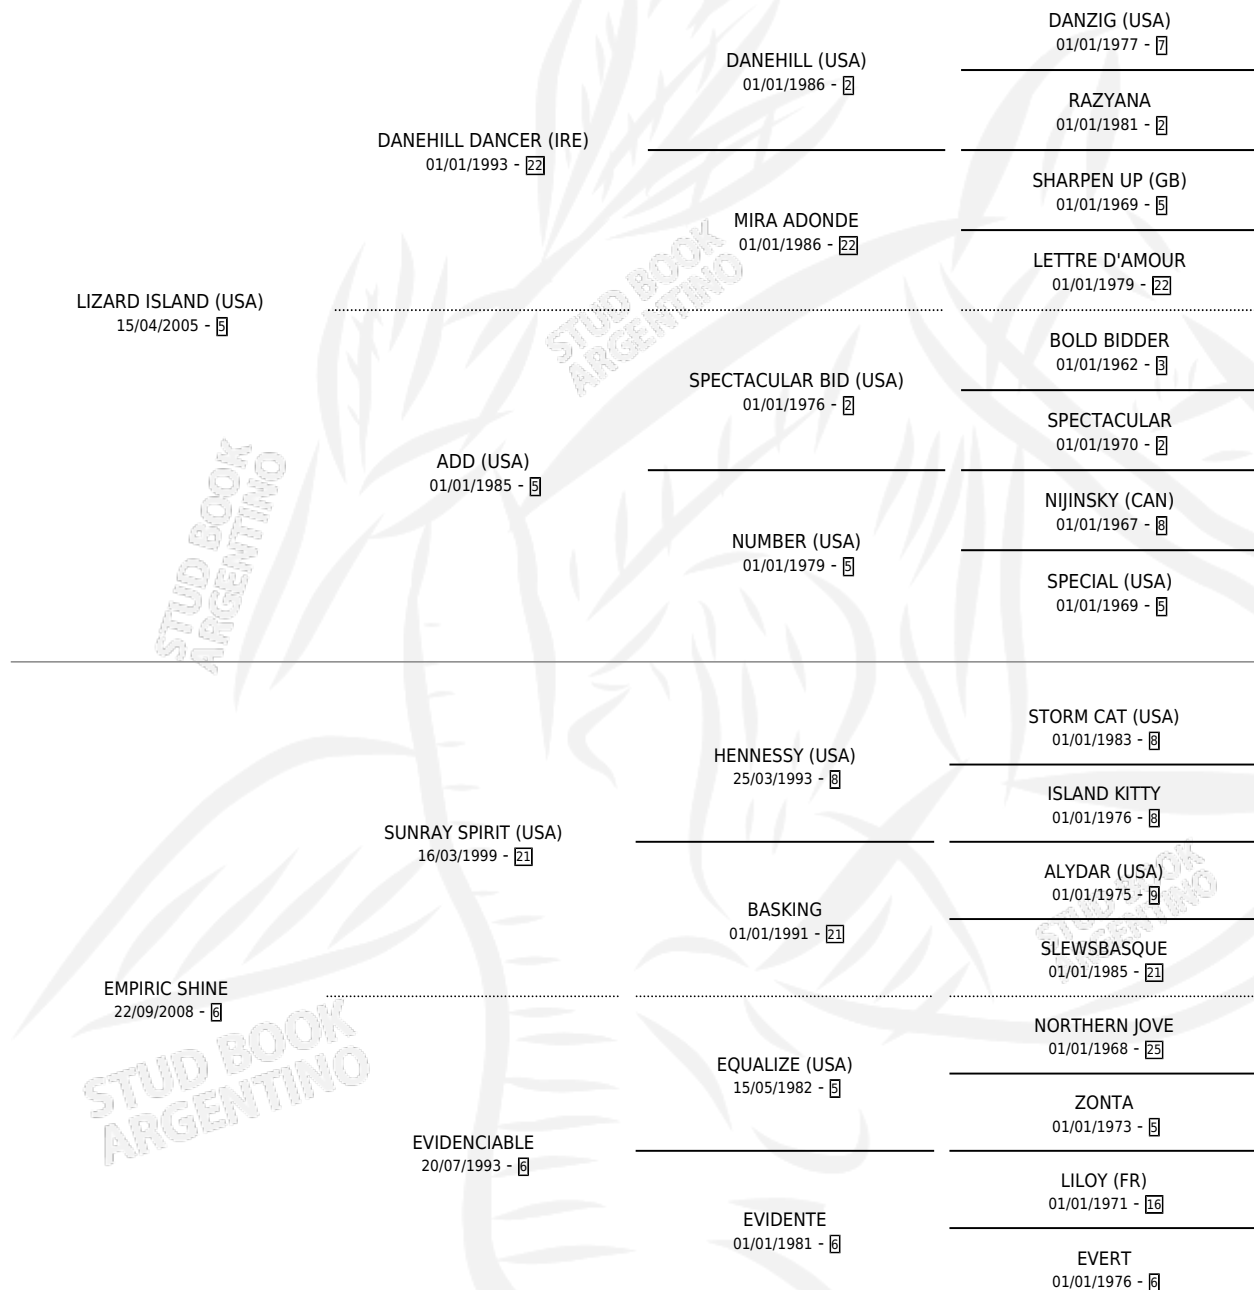 DANZIG (USA)
01/01/1977 - 7
DANEHILL (USA)
01/01/1986 - 2
RAZYANA
01/01/1981 - 2
DANEHILL DANCER (IRE)
01/01/1993 - 22
SHARPEN UP (GB)
01/01/1969 - 5
MIRA ADONDE
01/01/1986 - 22
LETTRE D'AMOUR
01/01/1979 - 22
LIZARD ISLAND (USA)
15/04/2005 - 5
STUD BOOK
ARGENTINO
BOLD BIDDER
01/01/1962 - 3
SPECTACULAR BID (USA)
01/01/1976 - 2
SPECTACULAR
01/01/1970 - 2
ADD (USA)
01/01/1985 - 5
NIJINSKY (CAN)
01/01/1967 - 8
NUMBER (USA)
01/01/1979 - 5
SPECIAL (USA)
01/01/1969 - 5
STUD BOOK
ARGENTINO
STORM CAT (USA)
01/01/1983 - 8
HENNESSY (USA)
25/03/1993 - 8
ISLAND KITTY
01/01/1976 - 8
SUNRAY SPIRIT (USA)
16/03/1999 - 21
ALYDAR (USA)
01/01/1975 - 9
STUD BOOK
ARGENTINO
BASKING
01/01/1991 - 21
SLEWSBASQUE
01/01/1985 - 21
EMPIRIC SHINE
22/09/2008 - 6
STUD BOOK
ARGENTINO
NORTHERN JOVE
01/01/1968 - 25
EQUALIZE (USA)
15/05/1982 - 5
ZONTA
01/01/1973 - 5
EVIDENCIABLE
20/07/1993 - 6
LILOY (FR)
01/01/1971 - 16
EVIDENTE
01/01/1981 - 6
EVERT
01/01/1976 - 6